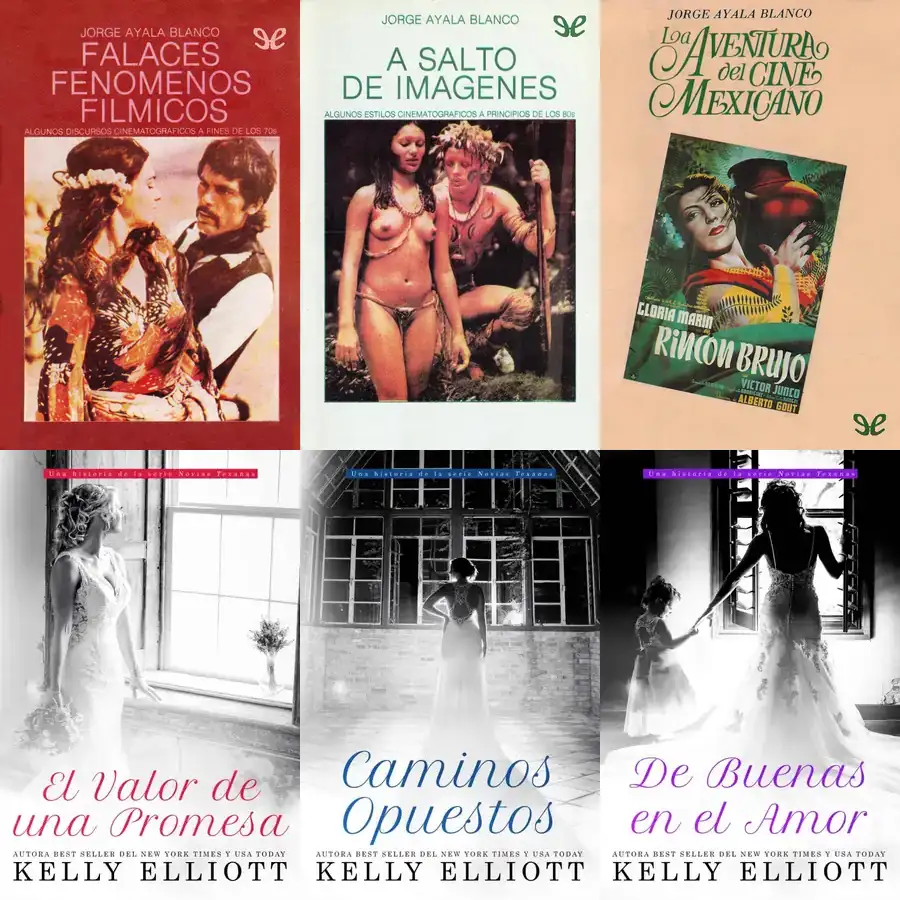 JORGE AYALA BLANCO
FALACES
FENOMENOS
FILMICOS
ALGUNOS DISCURSOS CINEMATOGRAFICOS A FINES DE LOS 70s
JORGE AYALA BLANCO
A SALTO
DE IMAGENES
ALGUNOS ESTILOS CINEMATOGRAFICOS A PRINCIPIOS DE LOS 80s
JORGE AYALA BLANCO
La AVENTURA
del CINE
MEXICANO
GLORIA MARIN
RINCON BRUJO
VICTOR JUNCO
ALBERTO GOUT
Una historia de la serie Novias Texanas
El Valor de
una Promesa
AUTORA BEST SELLER DEL NEW YORK TIMES Y USA TODAY
KELLY ELLIOTT
Una historia de la serie Novias Texanas
Caminos
Opuestos
AUTORA BEST SELLER DEL NEW YORK TIMES Y USA TODAY
KELLY ELLIOTT
Una historia de la serie Novias Texanas
De Buenas
en el Amor
AUTORA BEST SELLER DEL NEW YORK TIMES Y USA TODAY
KELLY ELLIOTT